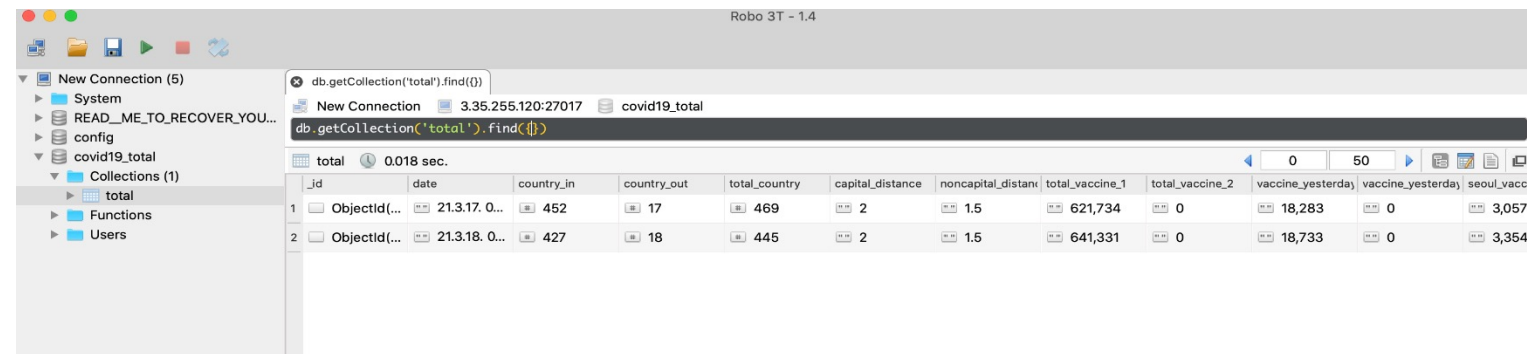 Robo 3T - 1.4
New Connection (5)
System
READ__ME_TO_RECOVER_YOU...
config
covid19_total
Collections (1)
total
Functions
Users
db.getCollection('total').find({})
New Connection 3.35.255.120:27017 covid19_total
db.getCollection('total').find({})
total 0.018 sec. 0 50
_id date country_in country_out total_country capital_distance noncapital_distan total_vaccine_1 total_vaccine_2 vaccine_yesterday vaccine_yesterday seoul_vacc
1 ObjectId(... 21.3.17. 0... 452 17 469 2 1.5 621,734 0 18,283 0 3,057
2 ObjectId(... 21.3.18. 0... 427 18 445 2 1.5 641,331 0 18,733 0 3,354